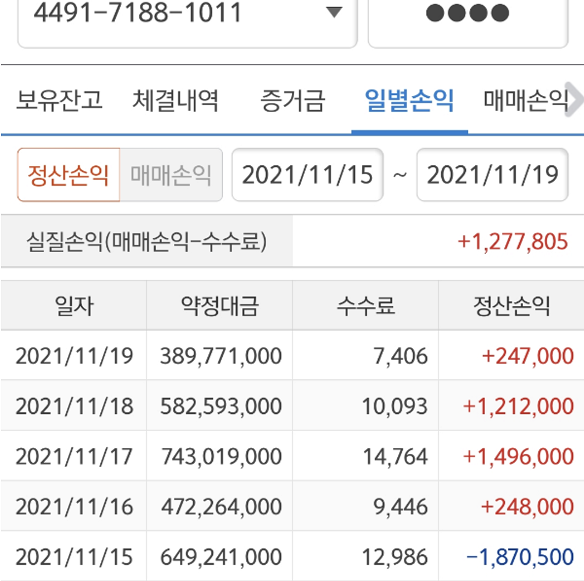 4491-7188-1011 ▼ ●●●●
보유잔고 체결내역 증거금 일별손익 매매손익
정산손익 매매손익 2021/11/15 ~ 2021/11/19
실질손익(매매손익-수수료) +1,277,805
일자 약정대금 수수료 정산손익
2021/11/19 389,771,000 7,406 +247,000
2021/11/18 582,593,000 10,093 +1,212,000
2021/11/17 743,019,000 14,764 +1,496,000
2021/11/16 472,264,000 9,446 +248,000
2021/11/15 649,241,000 12,986 -1,870,500